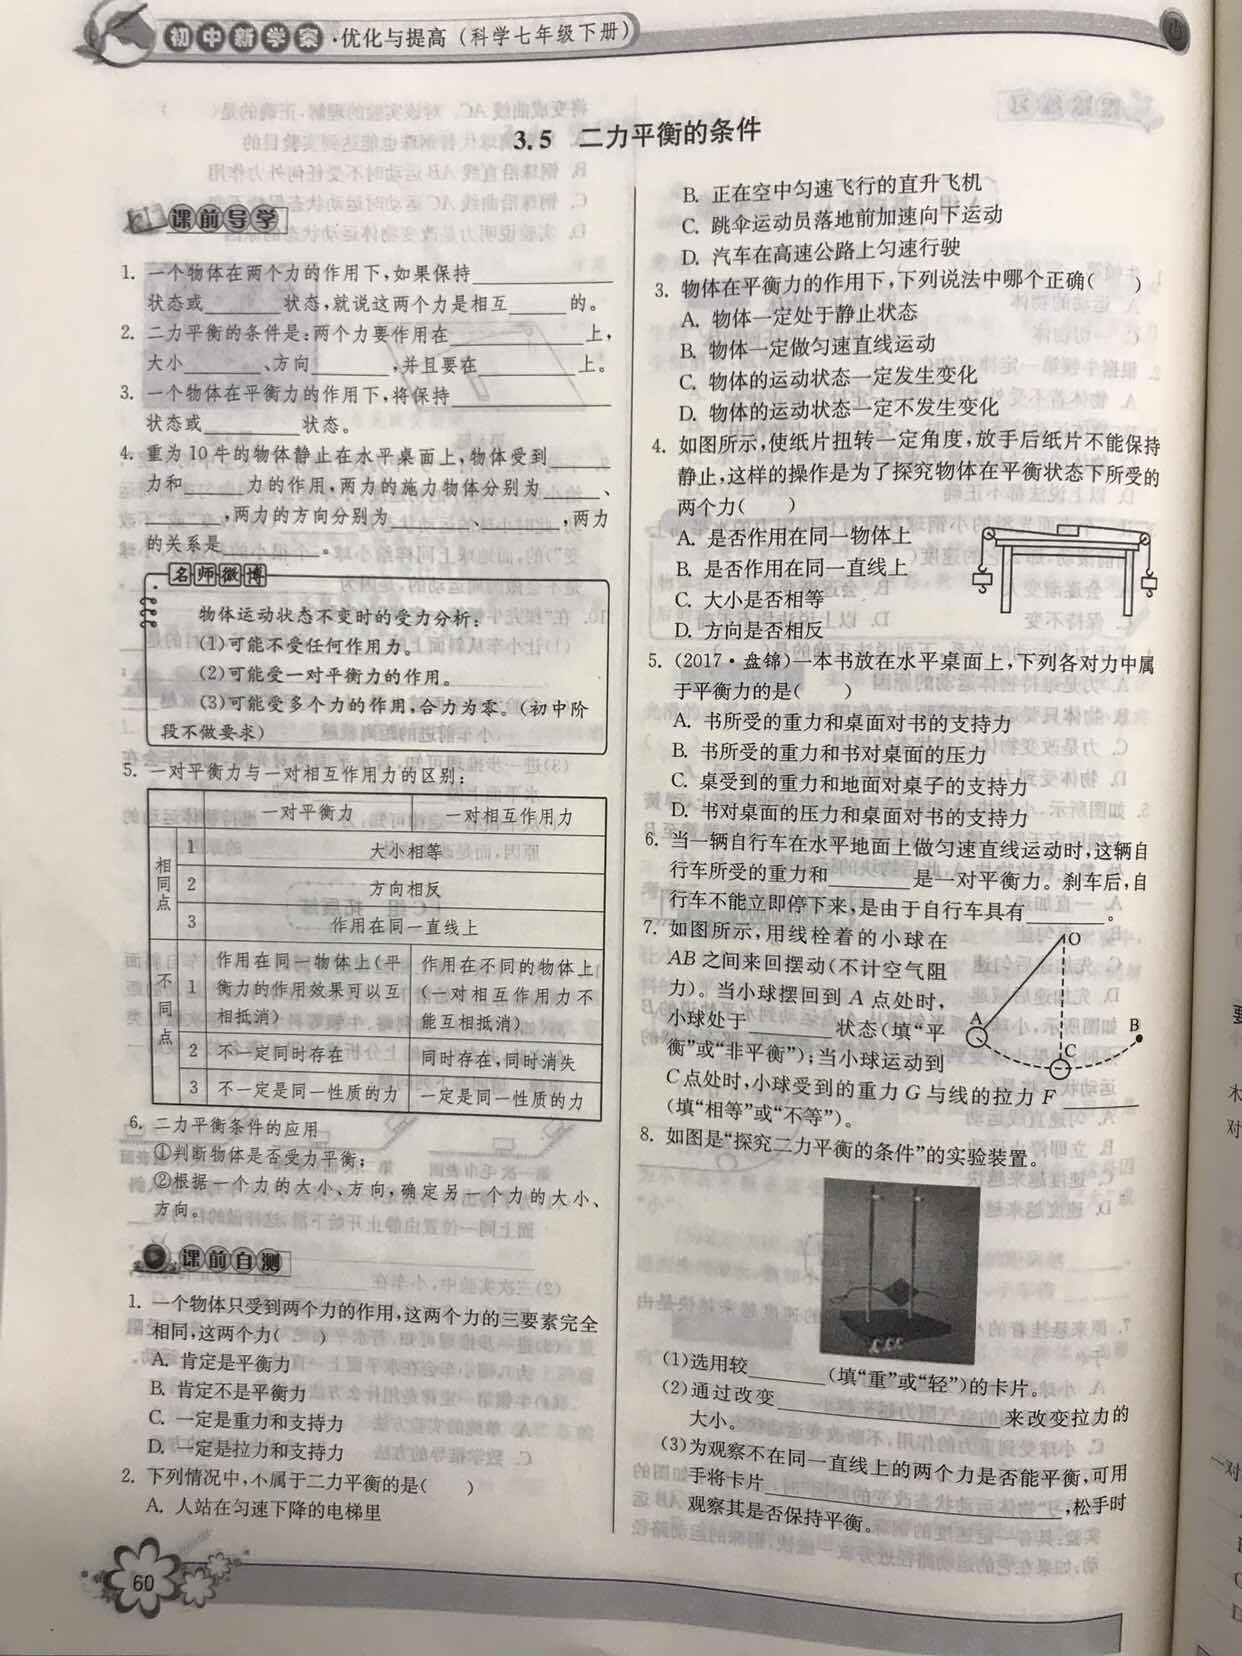 初中新学案·优化与提高(科学七年级下册)
3.5 二力平衡的条件
课前导学
1. 一个物体在两个力的作用下,如果保持________
状态或________状态,就说这两个力是相互______的。
2. 二力平衡的条件是:两个力要作用在________上,
大小________、方向________,并且要在________上。
3. 一个物体在平衡力的作用下,将保持________
状态或________状态。
4. 重为10牛的物体静止在水平桌面上,物体受到______
力和______力的作用,两力的施力物体分别为______、
________,两力的方向分别为________,两力
的关系是________。
名师微博
物体运动状态不变时的受力分析:
(1)可能不受任何作用力。
(2)可能受一对平衡力的作用。
(3)可能受多个力的作用,合力为零。(初中阶
段不做要求)
5. 一对平衡力与一对相互作用力的区别:
一对平衡力 一对相互作用力
相同点
1 大小相等
2 方向相反
3 作用在同一直线上
不同点
1 作用在同一物体上(平衡力的作用效果可以互相抵消) 作用在不同的物体上(一对相互作用力不能互相抵消)
2 不一定同时存在 同时存在,同时消失
3 不一定是同一性质的力 一定是同一性质的力
6. 二力平衡条件的应用
①判断物体是否受力平衡;
②根据一个力的大小、方向,确定另一个力的大小、
方向。
课前自测
1. 一个物体只受到两个力的作用,这两个力的三要素完全
相同,这两个力( )
A. 肯定是平衡力
B. 肯定不是平衡力
C. 一定是重力和支持力
D. 一定是拉力和支持力
2. 下列情况中,不属于二力平衡的是( )
A. 人站在匀速下降的电梯里
60
B. 正在空中匀速飞行的直升飞机
C. 跳伞运动员落地前加速向下运动
D. 汽车在高速公路上匀速行驶
3. 物体在平衡力的作用下,下列说法中哪个正确( )
A. 物体一定处于静止状态
B. 物体一定做匀速直线运动
C. 物体的运动状态一定发生变化
D. 物体的运动状态一定不发生变化
4. 如图所示,使纸片扭转一定角度,放手后纸片不能保持
静止,这样的操作是为了探究物体在平衡状态下所受的
两个力( )
A. 是否作用在同一物体上
B. 是否作用在同一直线上
C. 大小是否相等
D. 方向是否相反
5. (2017·盘锦)一本书放在水平桌面上,下列各对力中属
于平衡力的是( )
A. 书所受的重力和桌面对书的支持力
B. 书所受的重力和书对桌面的压力
C. 桌受到的重力和地面对桌子的支持力
D. 书对桌面的压力和桌面对书的支持力
6. 当一辆自行车在水平地面上做匀速直线运动时,这辆自
行车所受的重力和________是一对平衡力。刹车后,自
行车不能立即停下来,是由于自行车具有________。
7. 如图所示,用线栓着的小球在
AB之间来回摆动(不计空气阻
力)。当小球摆回到A点处时,
小球处于________状态(填“平
衡”或“非平衡”);当小球运动到
C点处时,小球受到的重力G与线的拉力F________
(填“相等”或“不等”)。
O
A
B
C
8. 如图是“探究二力平衡的条件”的实验装置。
(1)选用较________(填“重”或“轻”)的卡片。
(2)通过改变________________来改变拉力的
大小。
(3)为观察不在同一直线上的两个力是否能平衡,可用
手将卡片________________,松手时
观察其是否保持平衡。